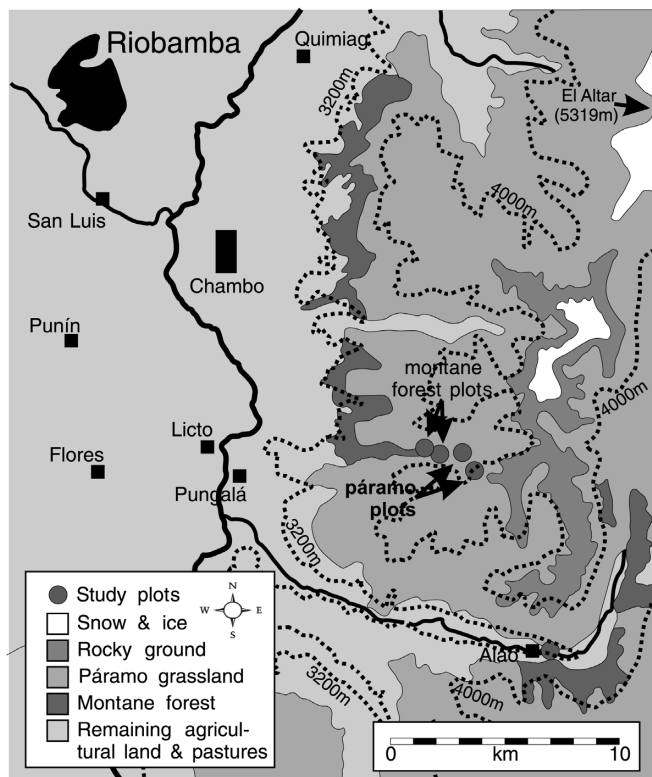 Riobamba
Quimiag
3200m
El Altar
(5319m)
4000m
San Luis
Chambo
Punín
montane
forest plots
4000m
Licto
Flores
Pungalá
páramo
plots
3200m
Alao
4000m
3200m
N
W E
S
Study plots
Snow & ice
Rocky ground
Páramo grassland
Montane forest
Remaining agricul-
tural land & pastures
0 km 10